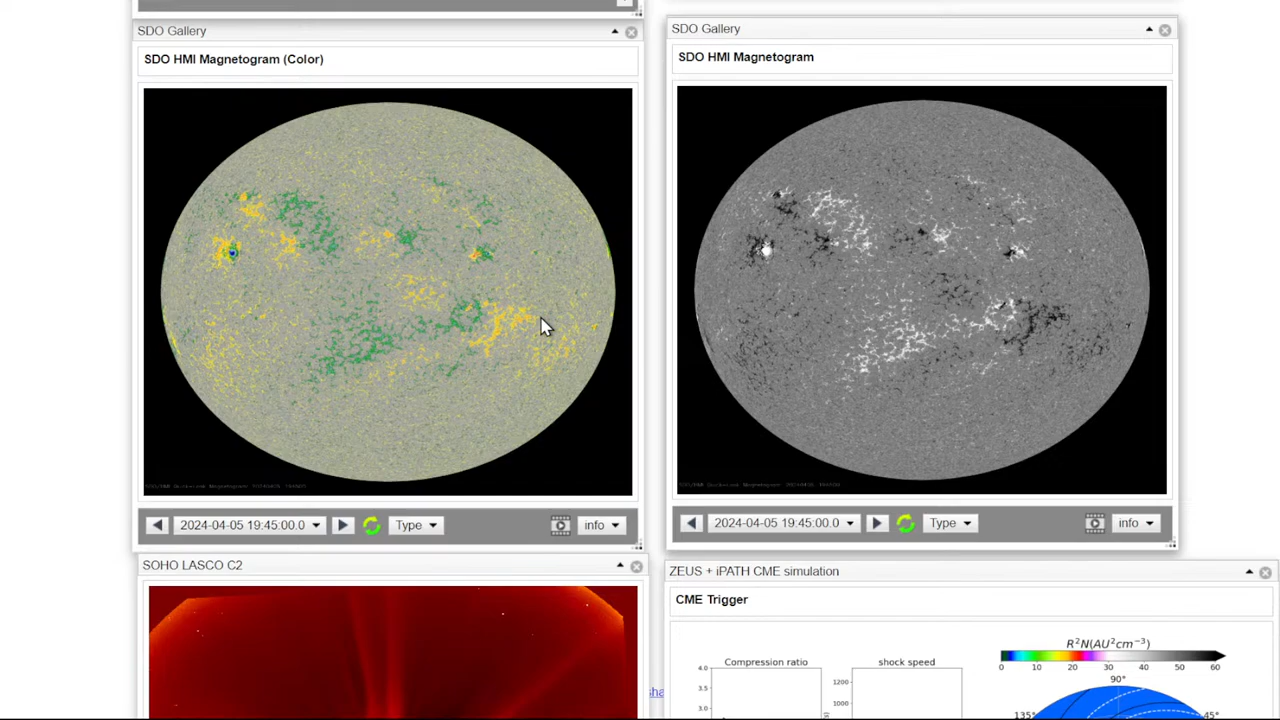 SDO Gallery
SDO HMI Magnetogram (Color)
2024-04-05 19:45:00.0
Type
info
SDO Gallery
SDO HMI Magnetogram
2024-04-05 19:45:00.0
Type
info
SOHO LASCO C2
ZEUS + iPATH CME simulation
CME Trigger
Compression ratio
4.0
3.5
3.0
shock speed
1200
1000
R²N(AU²cm⁻³)
0 10 20 30 40 50 60
90°
135° 45°